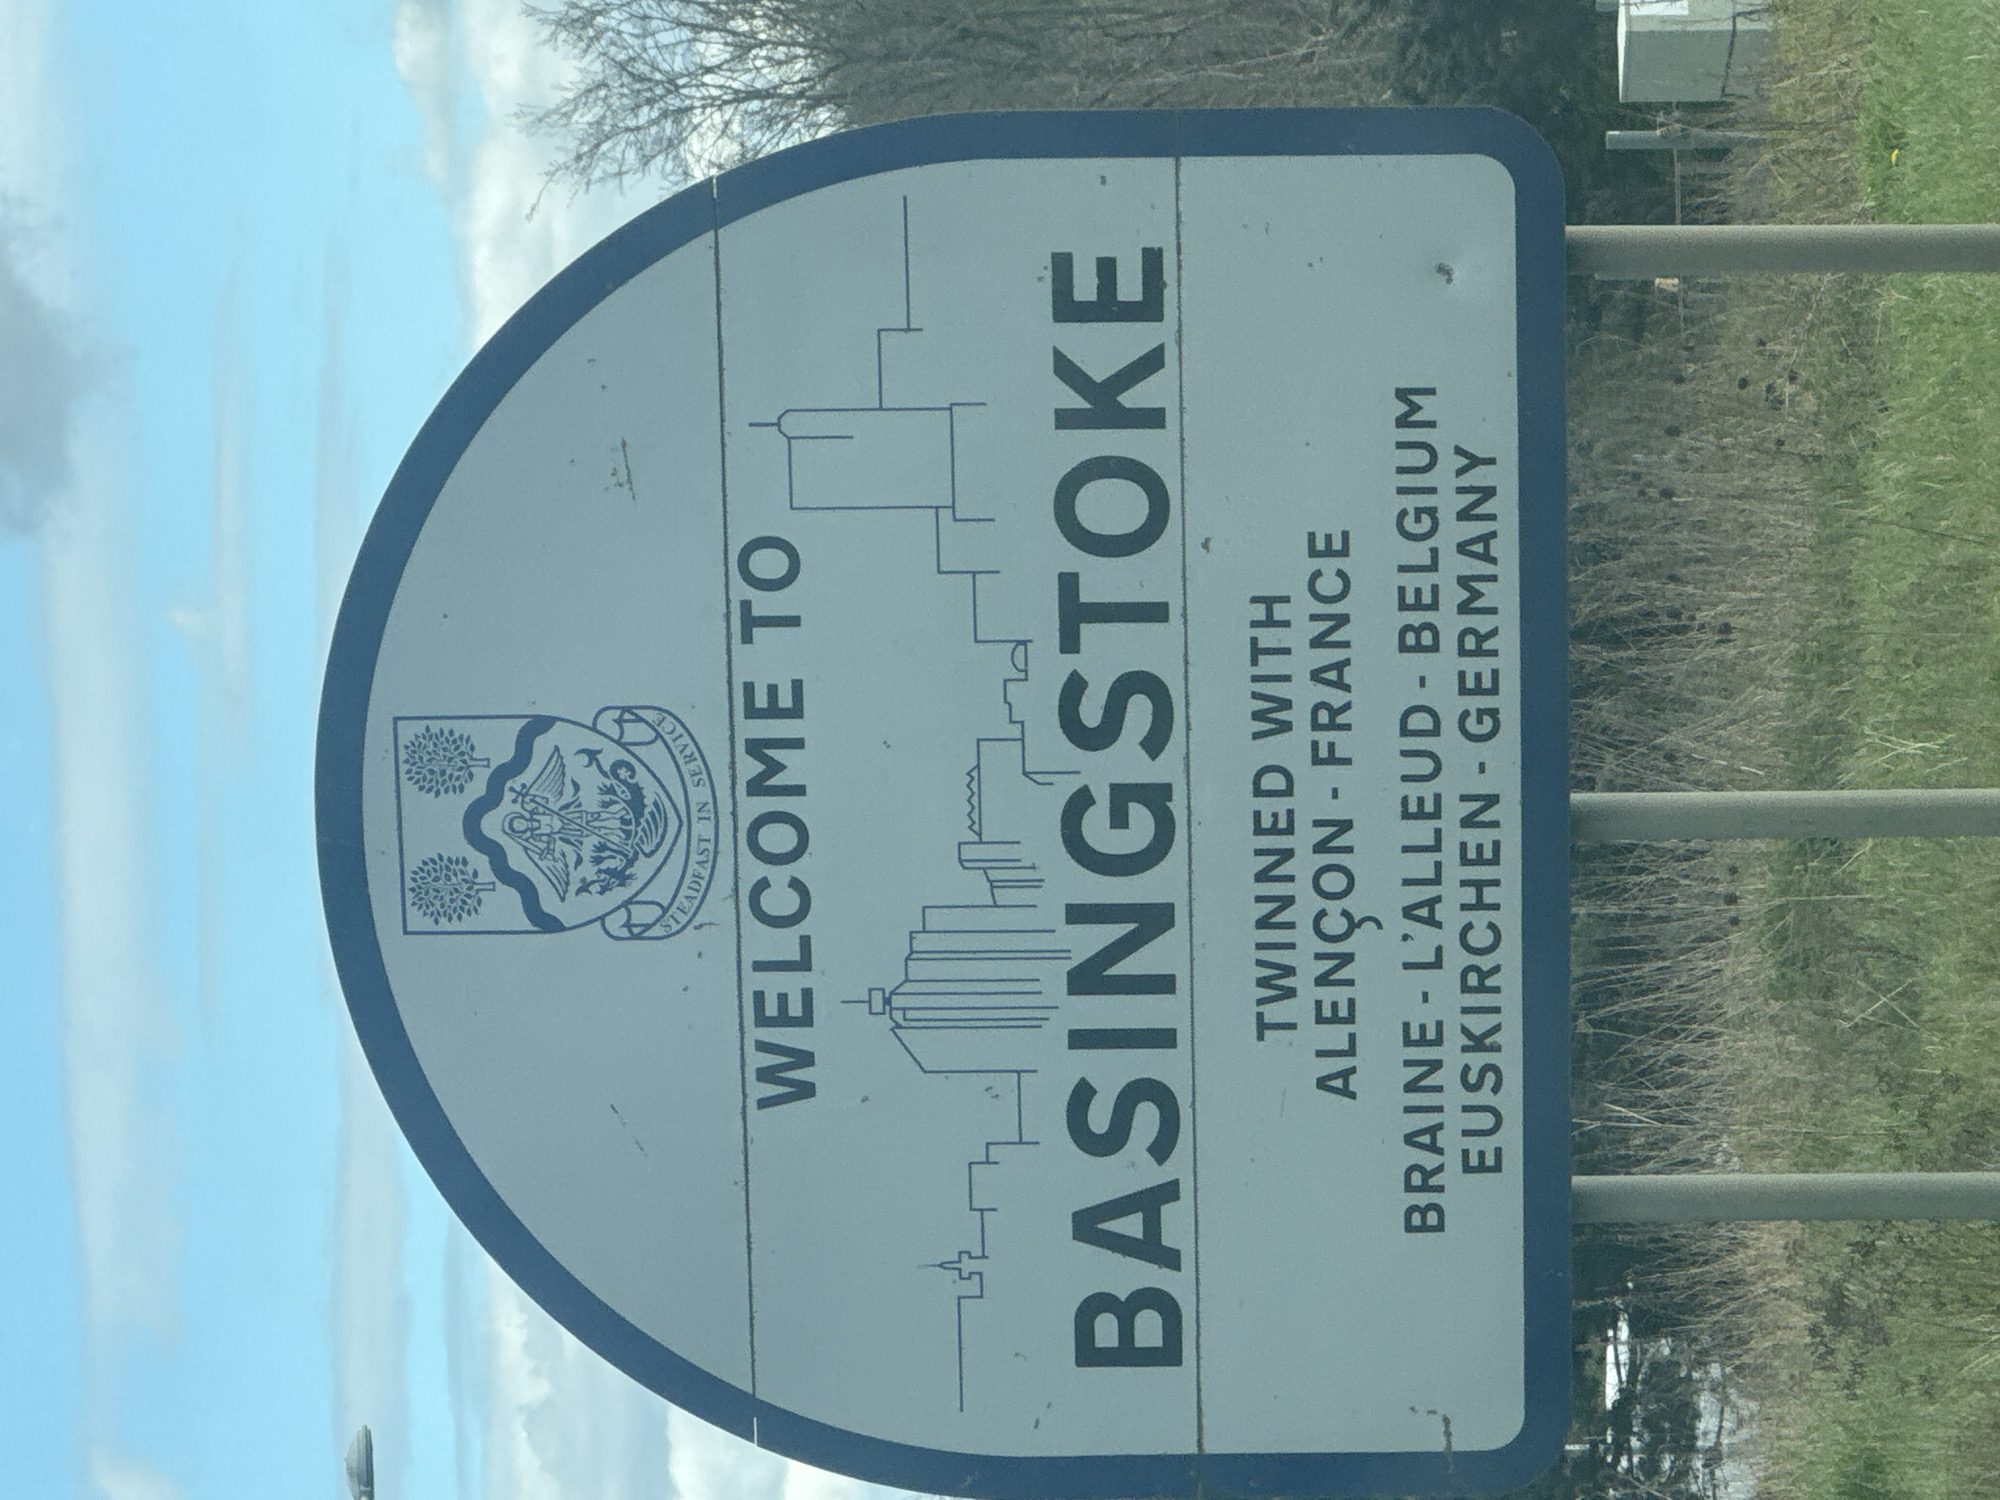 STEADFAST IN SERVICE
WELCOME TO
BASINGSTOKE
TWINNED WITH
ALENÇON - FRANCE
BRAINE - L'ALLEUD - BELGIUM
EUSKIRCHEN - GERMANY